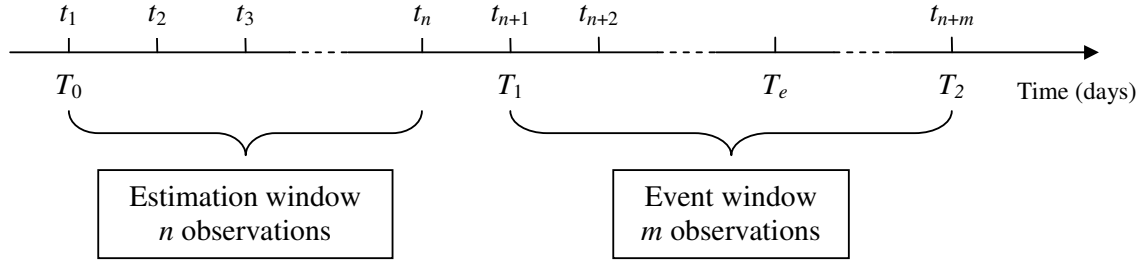 t1 t2 t3 tn tn+1 tn+2 tn+m
T0 T1 Te T2 Time (days)
Estimation window
n observations
Event window
m observations